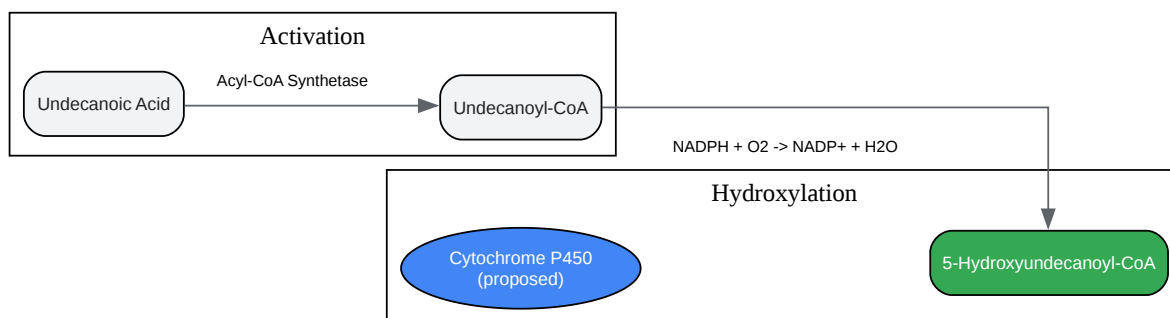 Activation
Acyl-CoA Synthetase
Undecanoic Acid
Undecanoyl-CoA
NADPH + O2 -> NADP+ + H2O
Hydroxylation
Cytochrome P450
(proposed)
5-Hydroxyundecanoyl-CoA